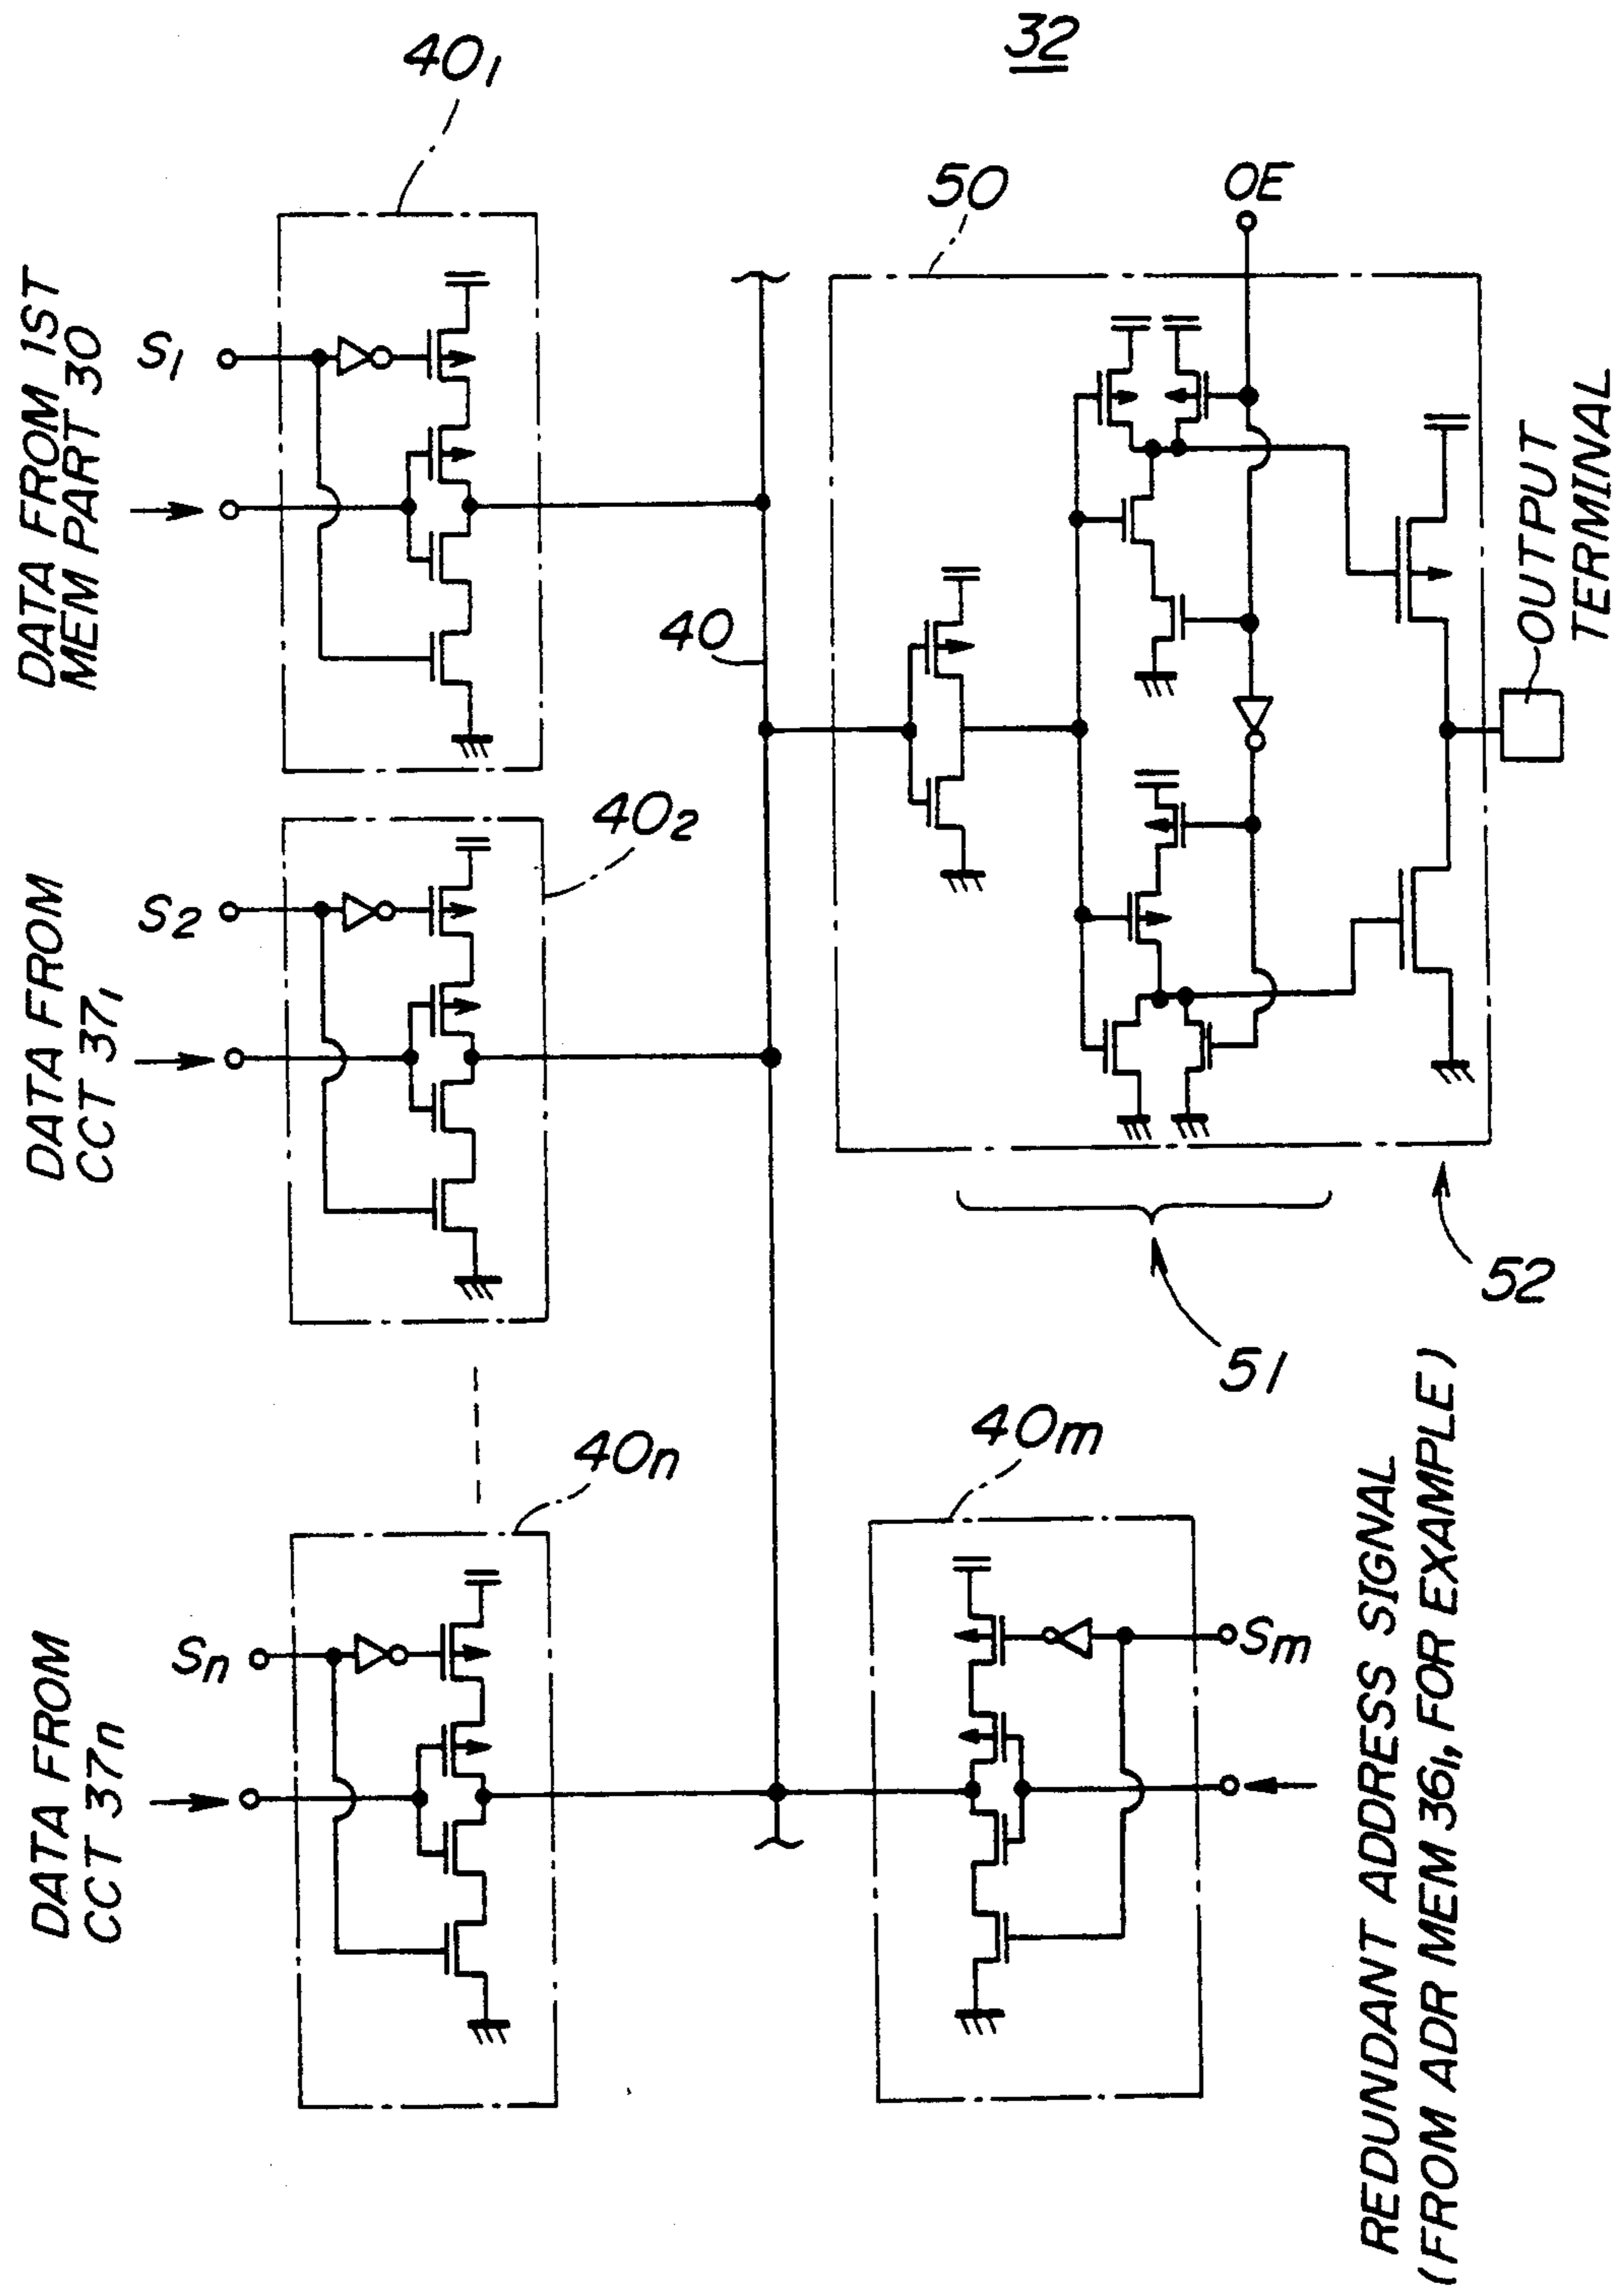 32
40₁
DATA FROM 1ST
MEM PART 30
S₁
50
OE
40
40₂
DATA FROM
CCT 37₁
S₂
OUTPUT
TERMINAL
51
52
40n
40m
DATA FROM
CCT 37n
Sn
Sm
REDUNDANT ADDRESS SIGNAL
(FROM ADR MEM 36₁, FOR EXAMPLE)